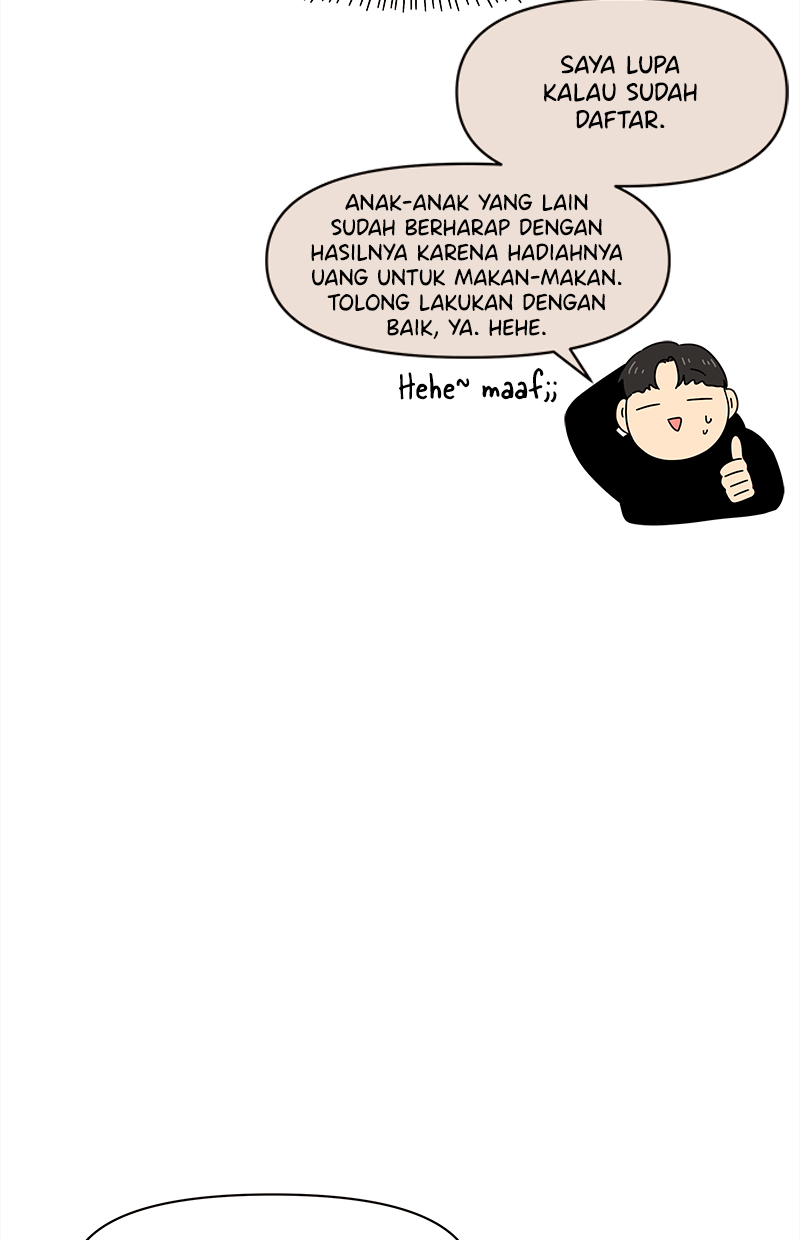 SAYA LUPA
KALAU SUDAH
DAFTAR.
ANAK-ANAK YANG LAIN
SUDAH BERHARAP DENGAN
HASILNYA KARENA HADIAHNYA
UANG UNTUK MAKAN-MAKAN.
TOLONG LAKUKAN DENGAN
BAIK, YA. HEHE.
Hehe~ maaf;;